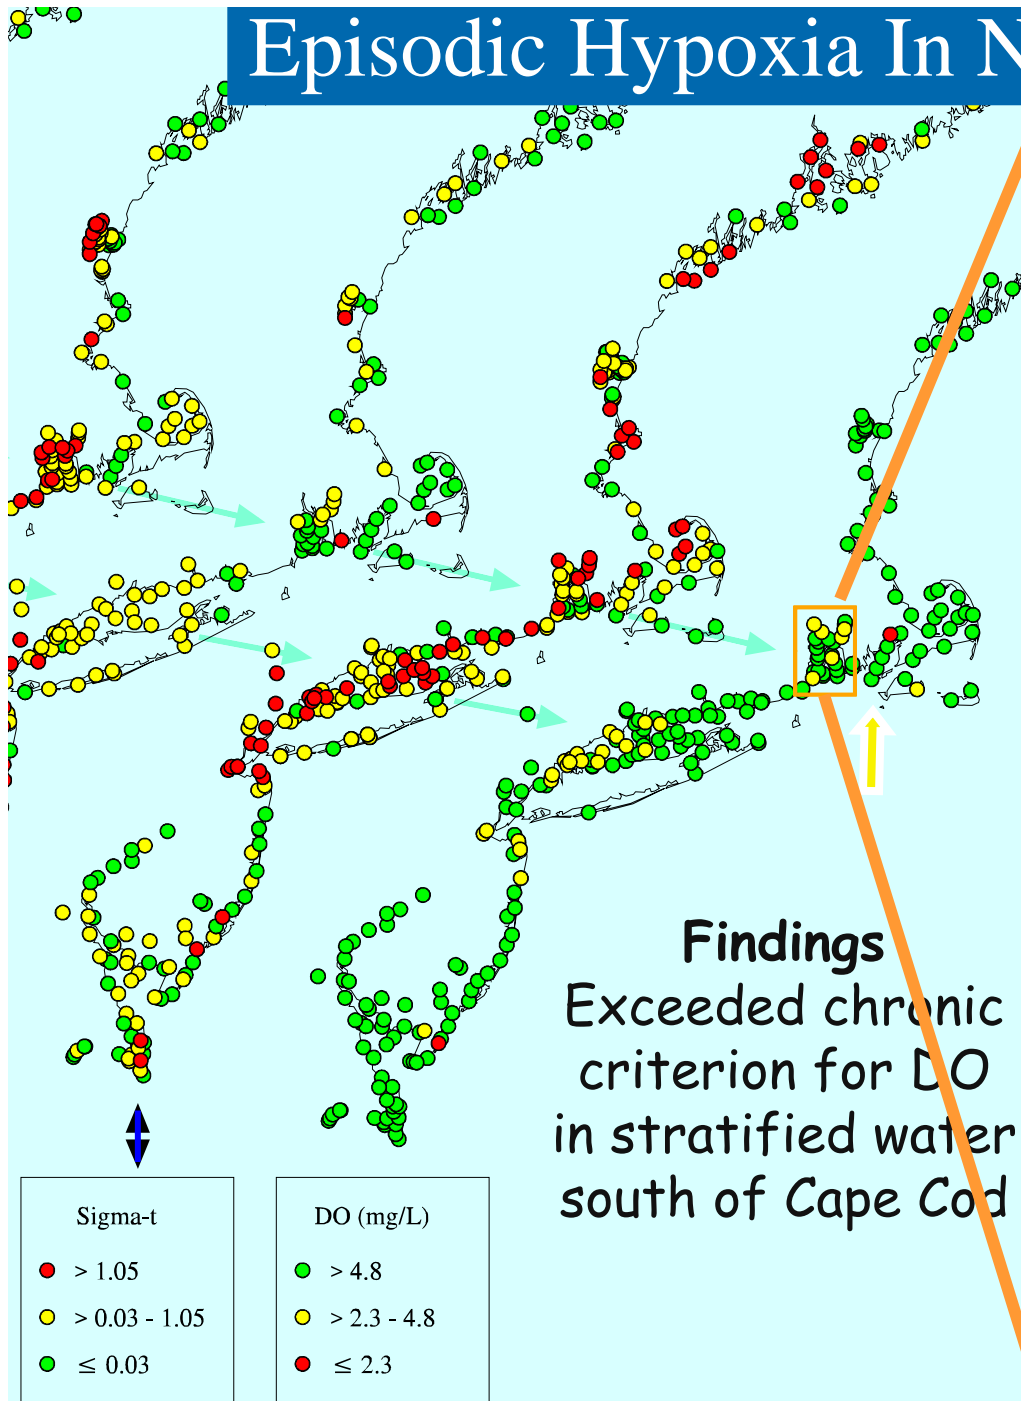 Episodic Hypoxia In N
Findings
Exceeded chronic
criterion for DO
in stratified water
south of Cape Cod
Sigma-t
> 1.05
> 0.03 - 1.05
≤ 0.03
DO (mg/L)
> 4.8
> 2.3 - 4.8
≤ 2.3